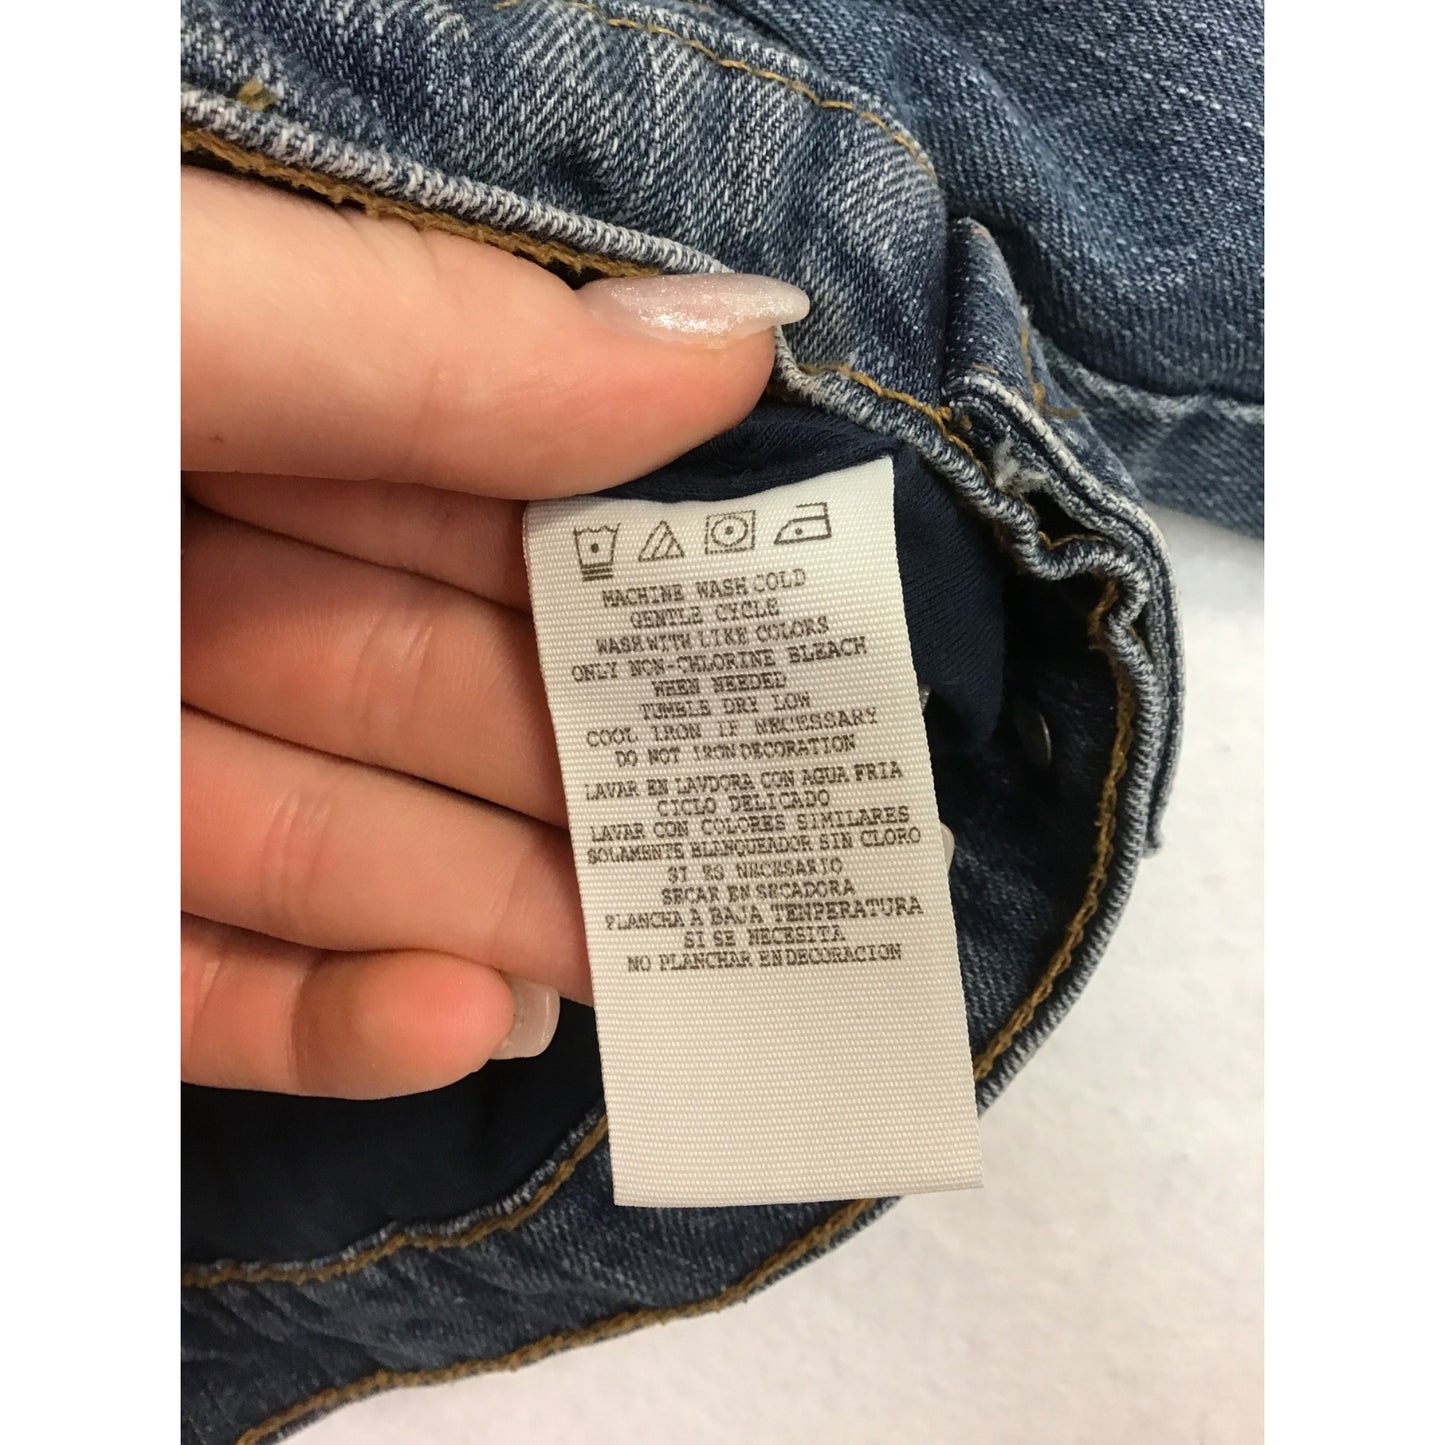 MACHINE WASH COLD
GENTLE CYCLE
WASH WITH LIKE COLORS
ONLY NON-CHLORINE BLEACH
WHEN NEEDED
TUMBLE DRY LOW
COOL IRON IF NECESSARY
DO NOT IRON DECORATION
LAVAR EN LAVDORA CON AGUA FRIA
CICLO DELICADO
LAVAR CON COLORES SIMILARES
SOLAMENTE BLANQUEADOR SIN CLORO
SI ES NECESARIO
SECAR EN SECADORA
PLANCHA A BAJA TENPERATURA
SI SE NECESITA
NO PLANCHAR EN DECORACION